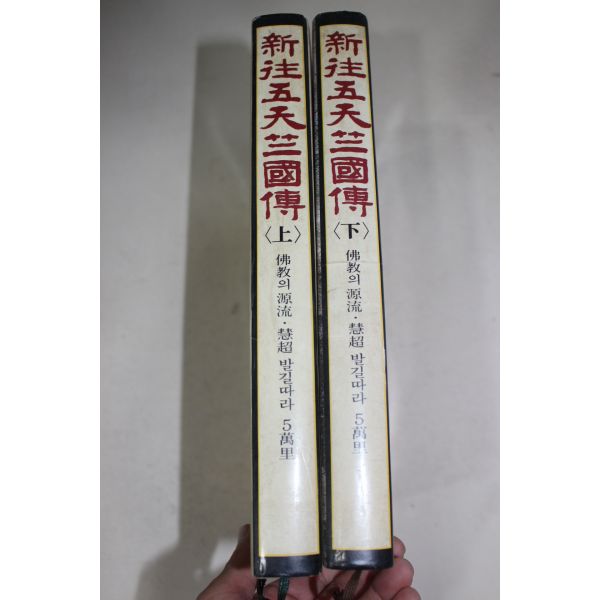 新往五天竺國傳
〈上〉
佛教의 源流·慧超 발길따라 5萬里
新往五天竺國傳
〈下〉
佛教의 源流·慧超 발길따라 5萬里